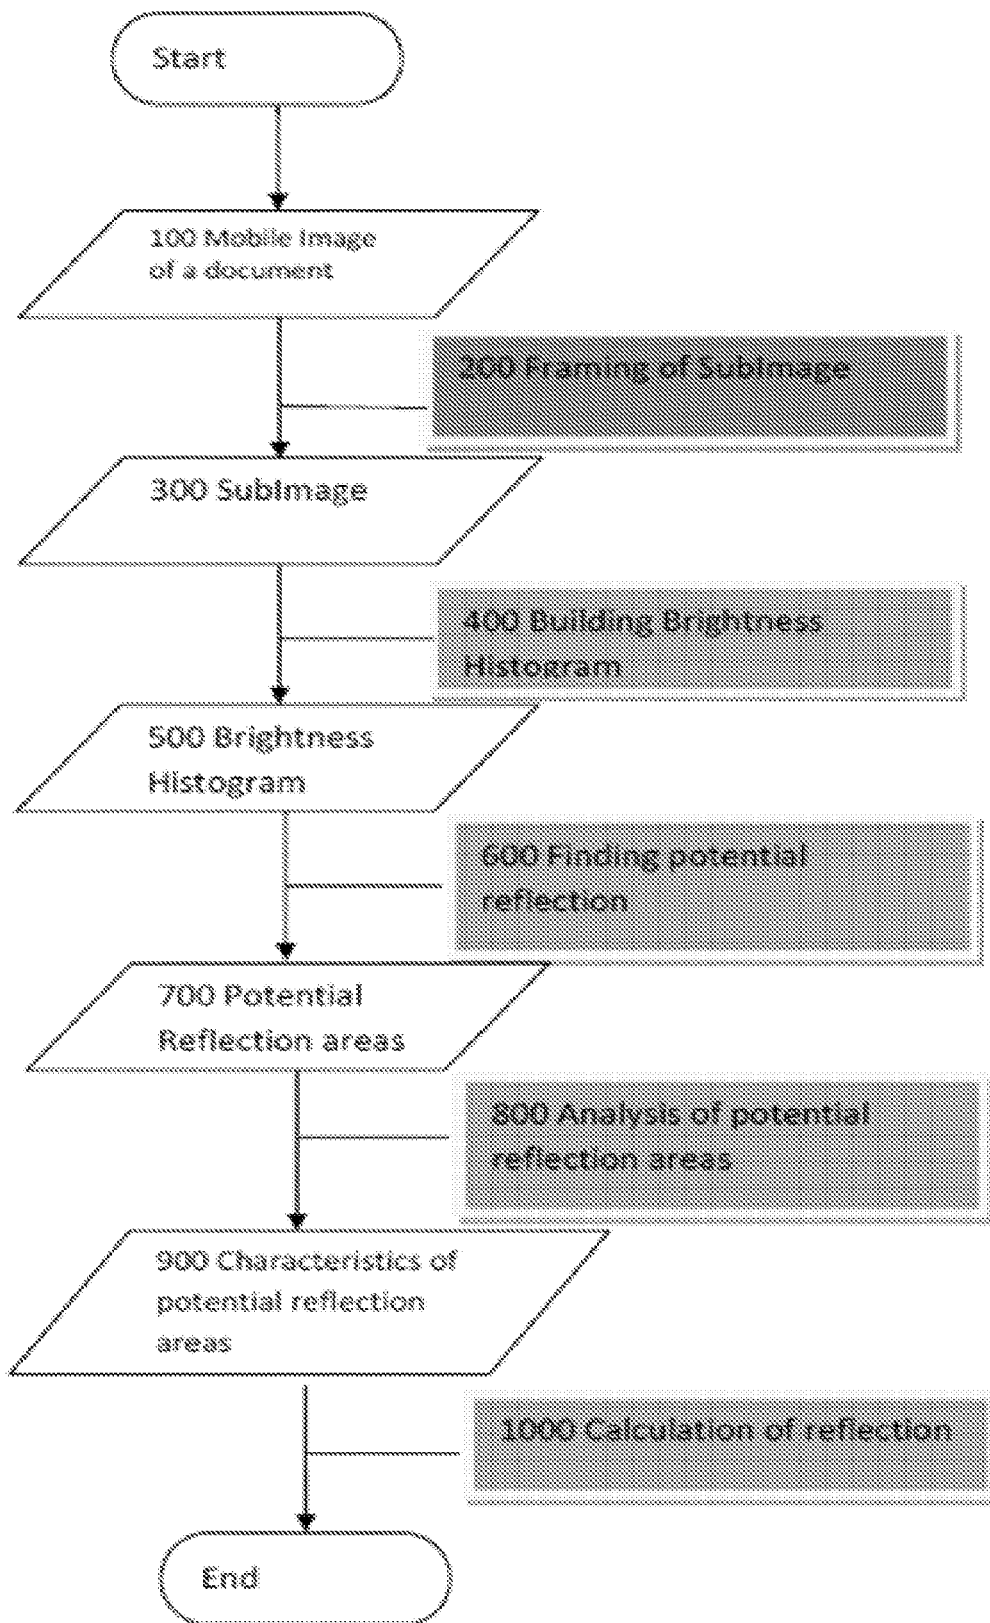 Start
100 Mobile Image
of a document
200 Framing of SubImage
300 SubImage
400 Building Brightness
Histogram
500 Brightness
Histogram
600 Finding potential
reflection
700 Potential
Reflection areas
800 Analysis of potential
reflection areas
900 Characteristics of
potential reflection
areas
1000 Calculation of reflection
End